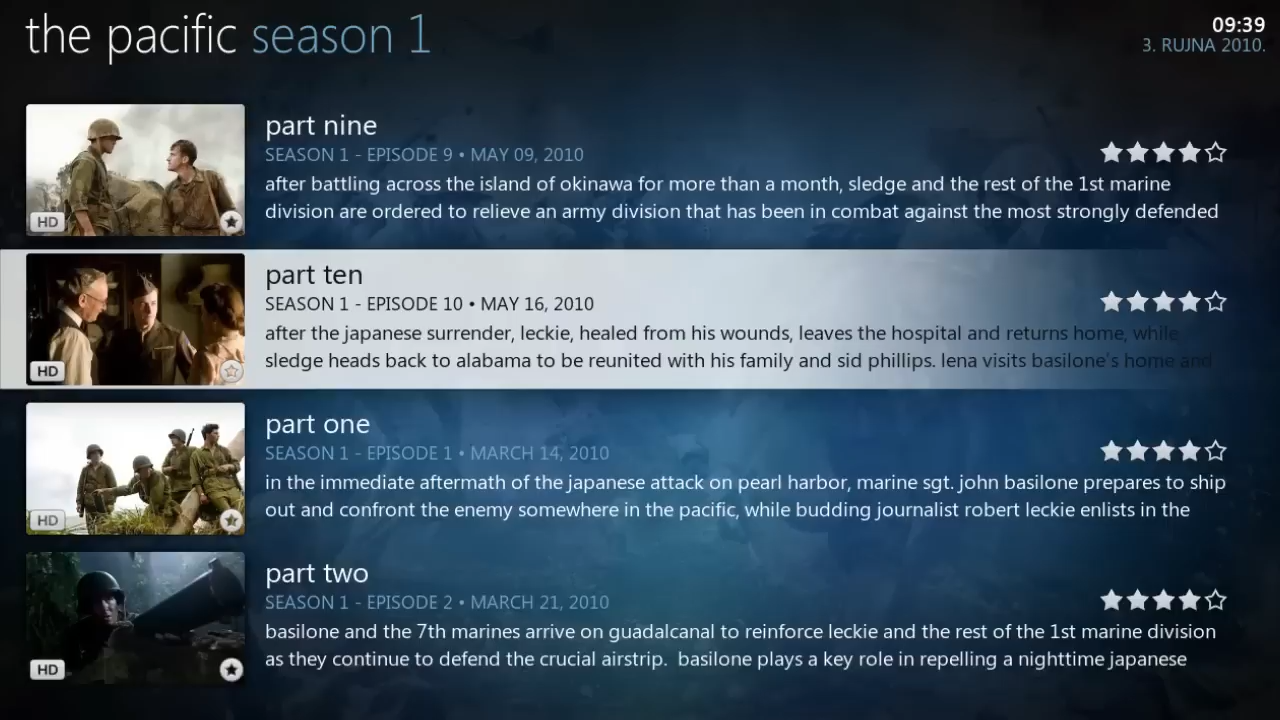 the pacific season 1
09:39
3. RUJNA 2010.
part nine
SEASON 1 - EPISODE 9 • MAY 09, 2010
after battling across the island of okinawa for more than a month, sledge and the rest of the 1st marine
division are ordered to relieve an army division that has been in combat against the most strongly defended
HD
part ten
SEASON 1 - EPISODE 10 • MAY 16, 2010
after the japanese surrender, leckie, healed from his wounds, leaves the hospital and returns home, while
sledge heads back to alabama to be reunited with his family and sid phillips. lena visits basilone's home and
HD
part one
SEASON 1 - EPISODE 1 • MARCH 14, 2010
in the immediate aftermath of the japanese attack on pearl harbor, marine sgt. john basilone prepares to ship
out and confront the enemy somewhere in the pacific, while budding journalist robert leckie enlists in the
HD
part two
SEASON 1 - EPISODE 2 • MARCH 21, 2010
basilone and the 7th marines arrive on guadalcanal to reinforce leckie and the rest of the 1st marine division
as they continue to defend the crucial airstrip.  basilone plays a key role in repelling a nighttime japanese
HD